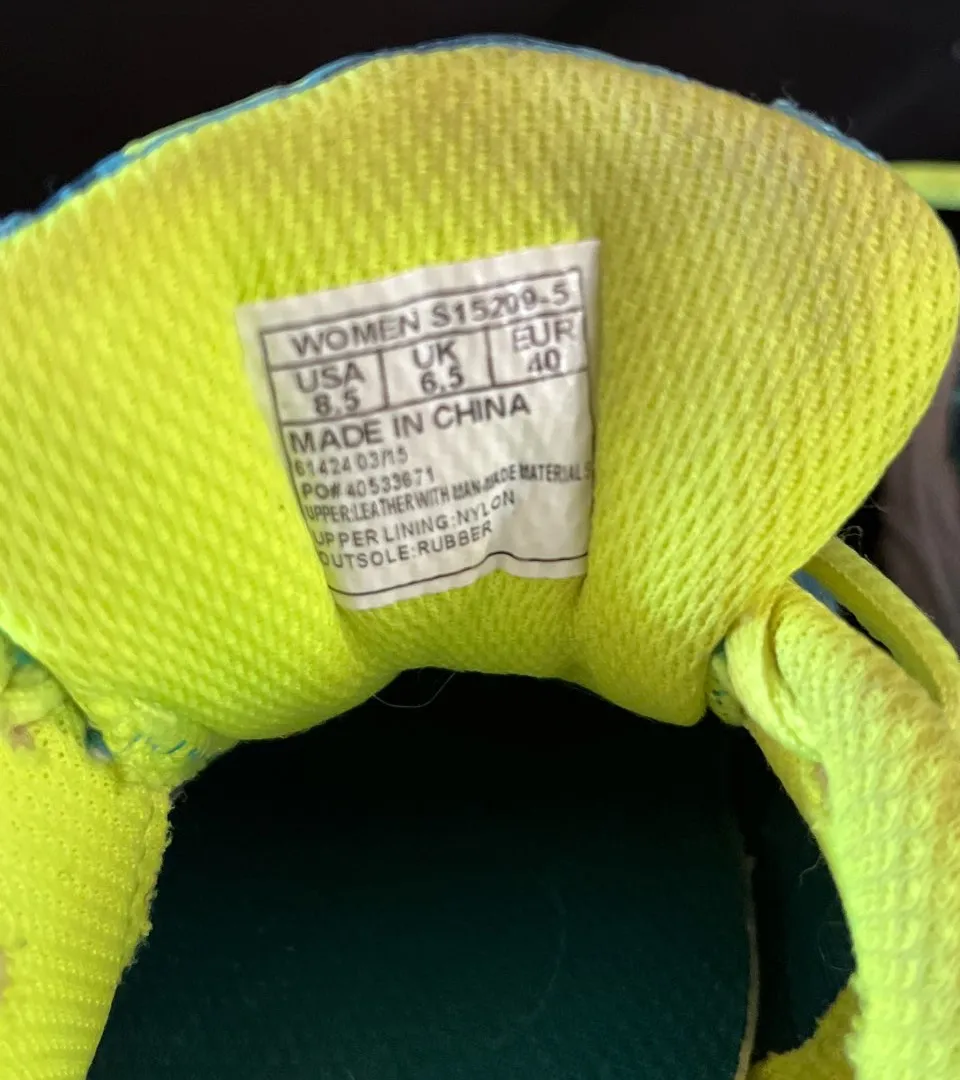 WOMEN S15209-5
USA UK EUR
8.5 6.5 40
MADE IN CHINA
61424 03/15
PO# 40533671
UPPER:LEATHER WITH MAN-MADE MATERIALS
UPPER LINING:NYLON
OUTSOLE:RUBBER